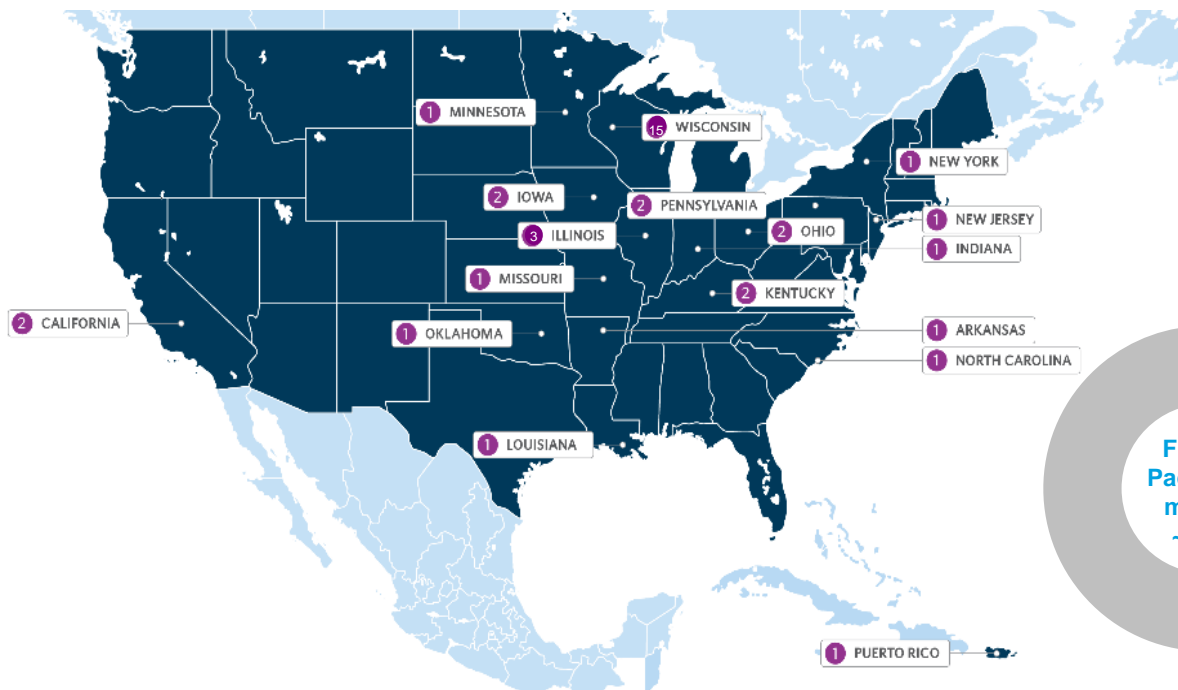 1 MINNESOTA
15 WISCONSIN
1 NEW YORK
2 IOWA
2 PENNSYLVANIA
1 NEW JERSEY
3 ILLINOIS
2 OHIO
1 INDIANA
1 MISSOURI
2 KENTUCKY
2 CALIFORNIA
1 OKLAHOMA
1 ARKANSAS
1 NORTH CAROLINA
1 LOUISIANA
1 PUERTO RICO